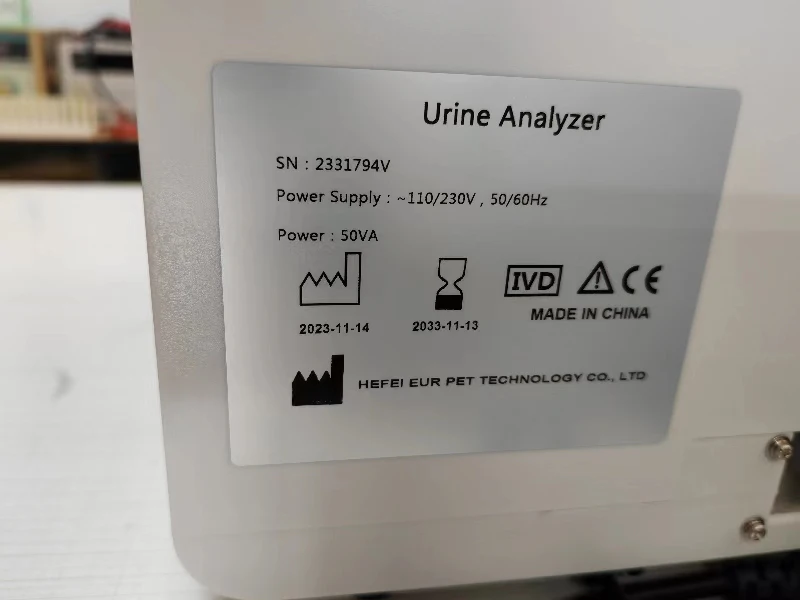 Urine Analyzer
SN : 2331794V
Power Supply : ~110/230V , 50/60Hz
Power : 50VA
IVD CE
2023-11-14 2033-11-13 MADE IN CHINA
HEFEI EUR PET TECHNOLOGY CO., LTD